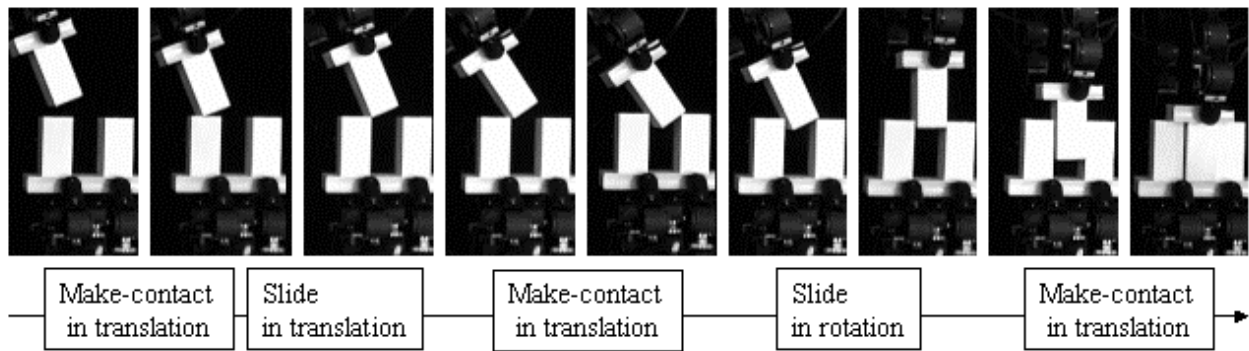 Make-contact
in translation
Slide
in translation
Make-contact
in translation
Slide
in rotation
Make-contact
in translation